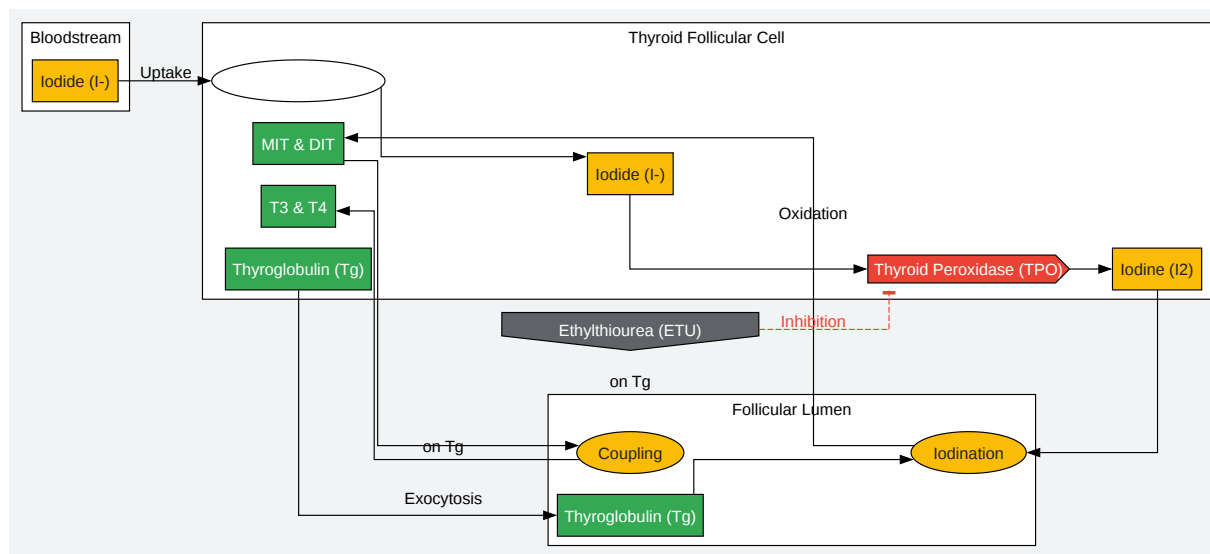 Bloodstream
Thyroid Follicular Cell
Iodide (I-)
Uptake
MIT & DIT
Iodide (I-)
T3 & T4
Oxidation
Thyroglobulin (Tg)
Thyroid Peroxidase (TPO)
Iodine (I2)
Ethylthiourea (ETU)
Inhibition
on Tg
Follicular Lumen
on Tg
Coupling
Iodination
Exocytosis
Thyroglobulin (Tg)